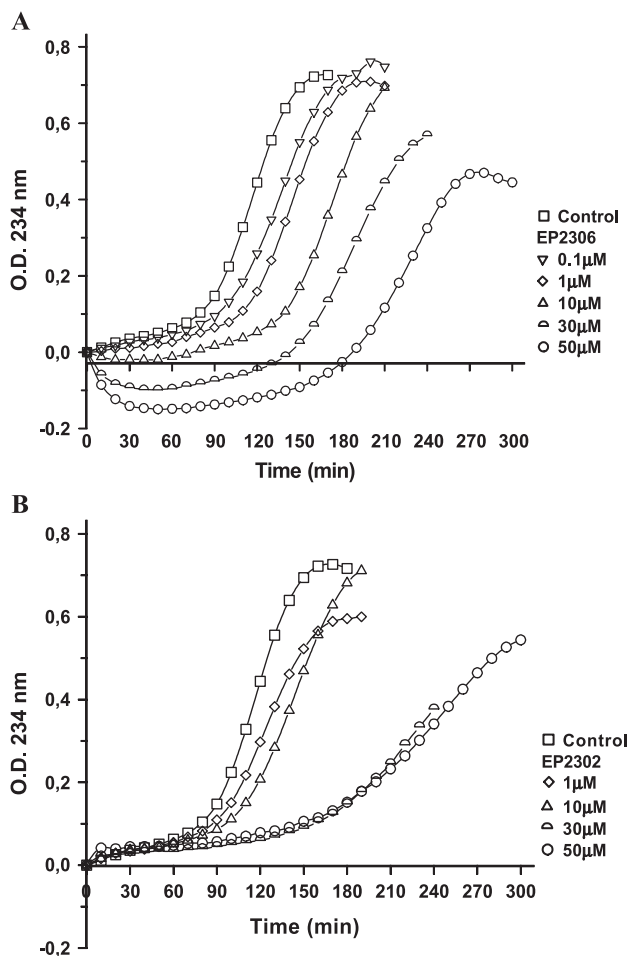 A
0,8
0,6
0,4
0,2
0,0
-0,2
O.D. 234 nm
0 30 60 90 120 150 180 210 240 270 300
Time (min)
Control
EP2306
0.1μM
1μM
10μM
30μM
50μM
B
0,8
0,6
0,4
0,2
0,0
-0,2
O.D. 234 nm
0 30 60 90 120 150 180 210 240 270 300
Time (min)
Control
EP2302
1μM
10μM
30μM
50μM